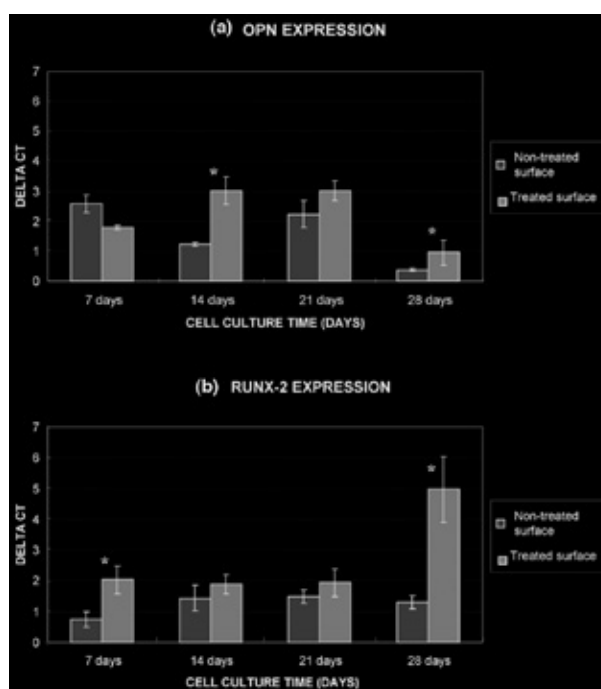 (a) OPN EXPRESSION
7
6
5
4
3
2
1
0
DELTA CT
*
*
7 days 14 days 21 days 28 days
CELL CULTURE TIME (DAYS)
Non-treated
surface
Treated surface
(b) RUNX-2 EXPRESSION
7
6
5
4
3
2
1
0
DELTA CT
*
*
7 days 14 days 21 days 28 days
CELL CULTURE TIME (DAYS)
Non-treated
surface
Treated surface